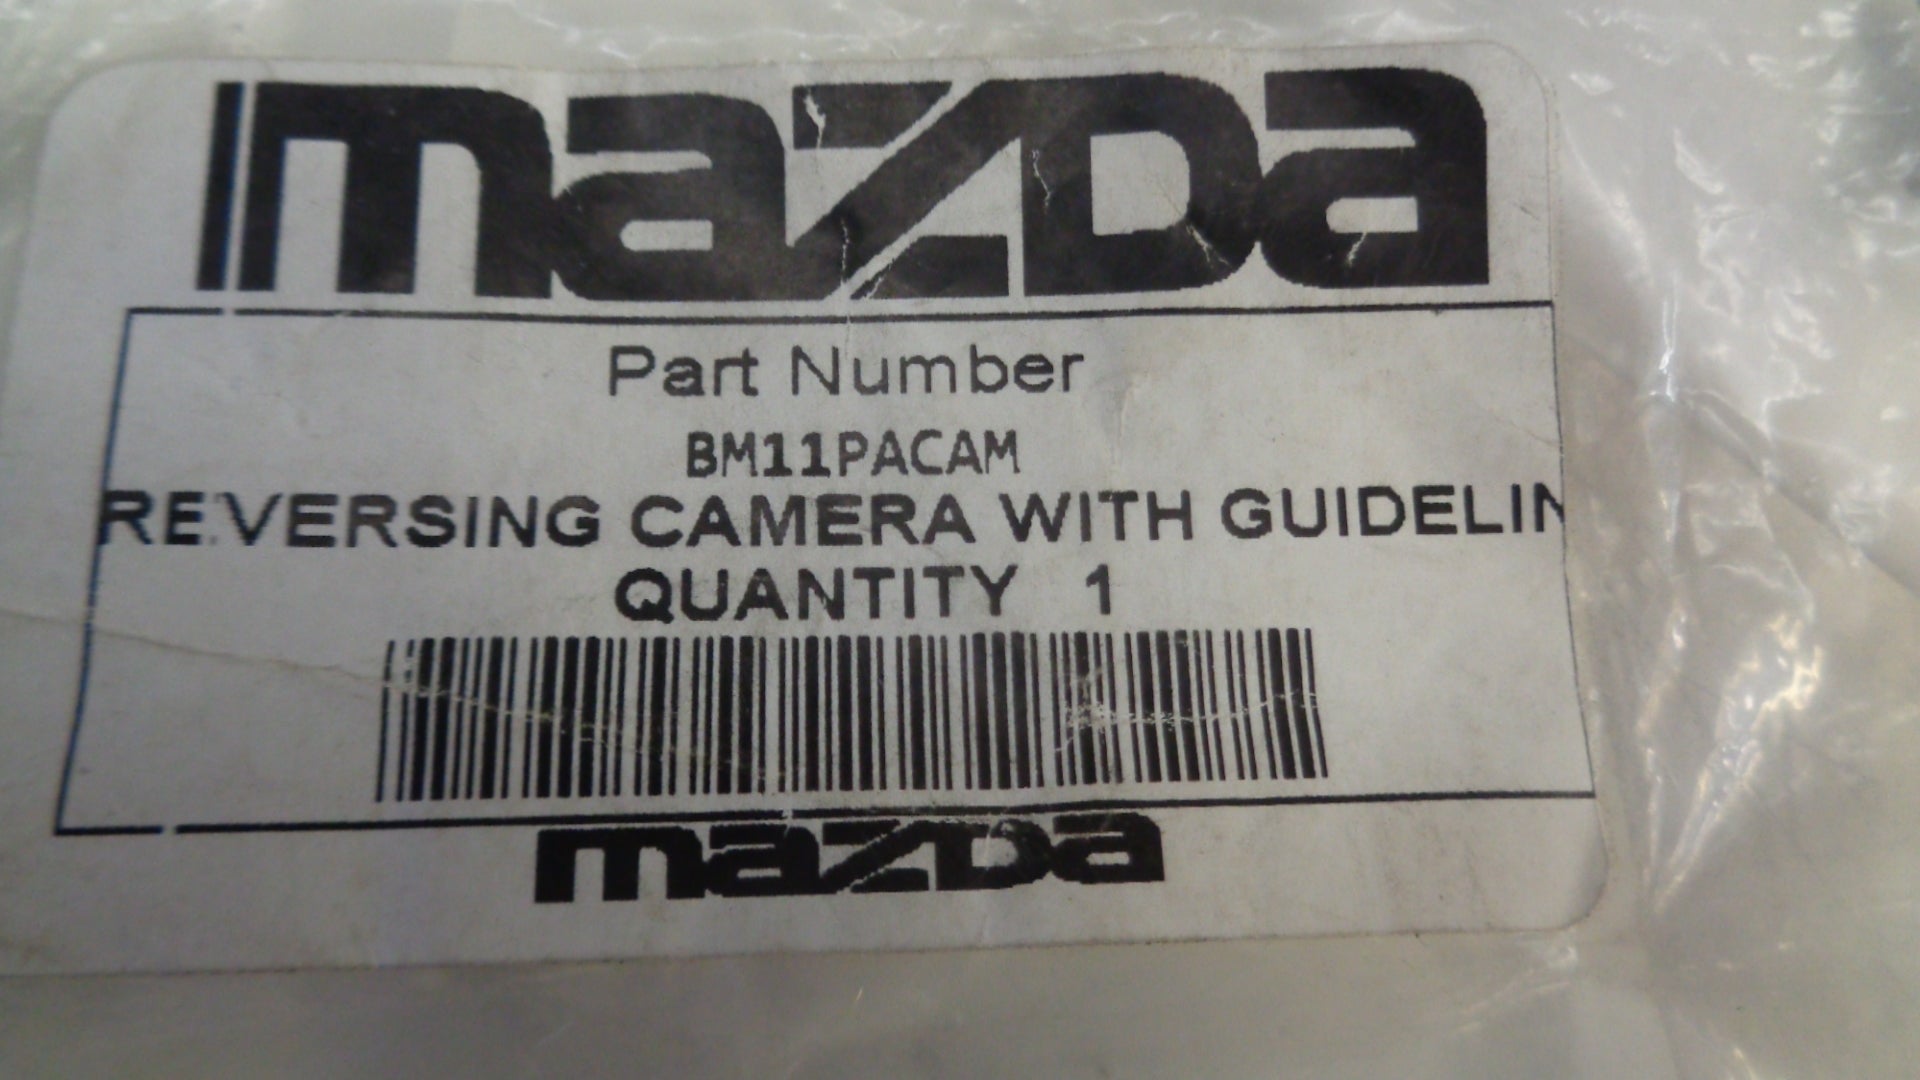 mazda
Part Number
BM11PACAM
REVERSING CAMERA WITH GUIDELIN
QUANTITY 1
mazda